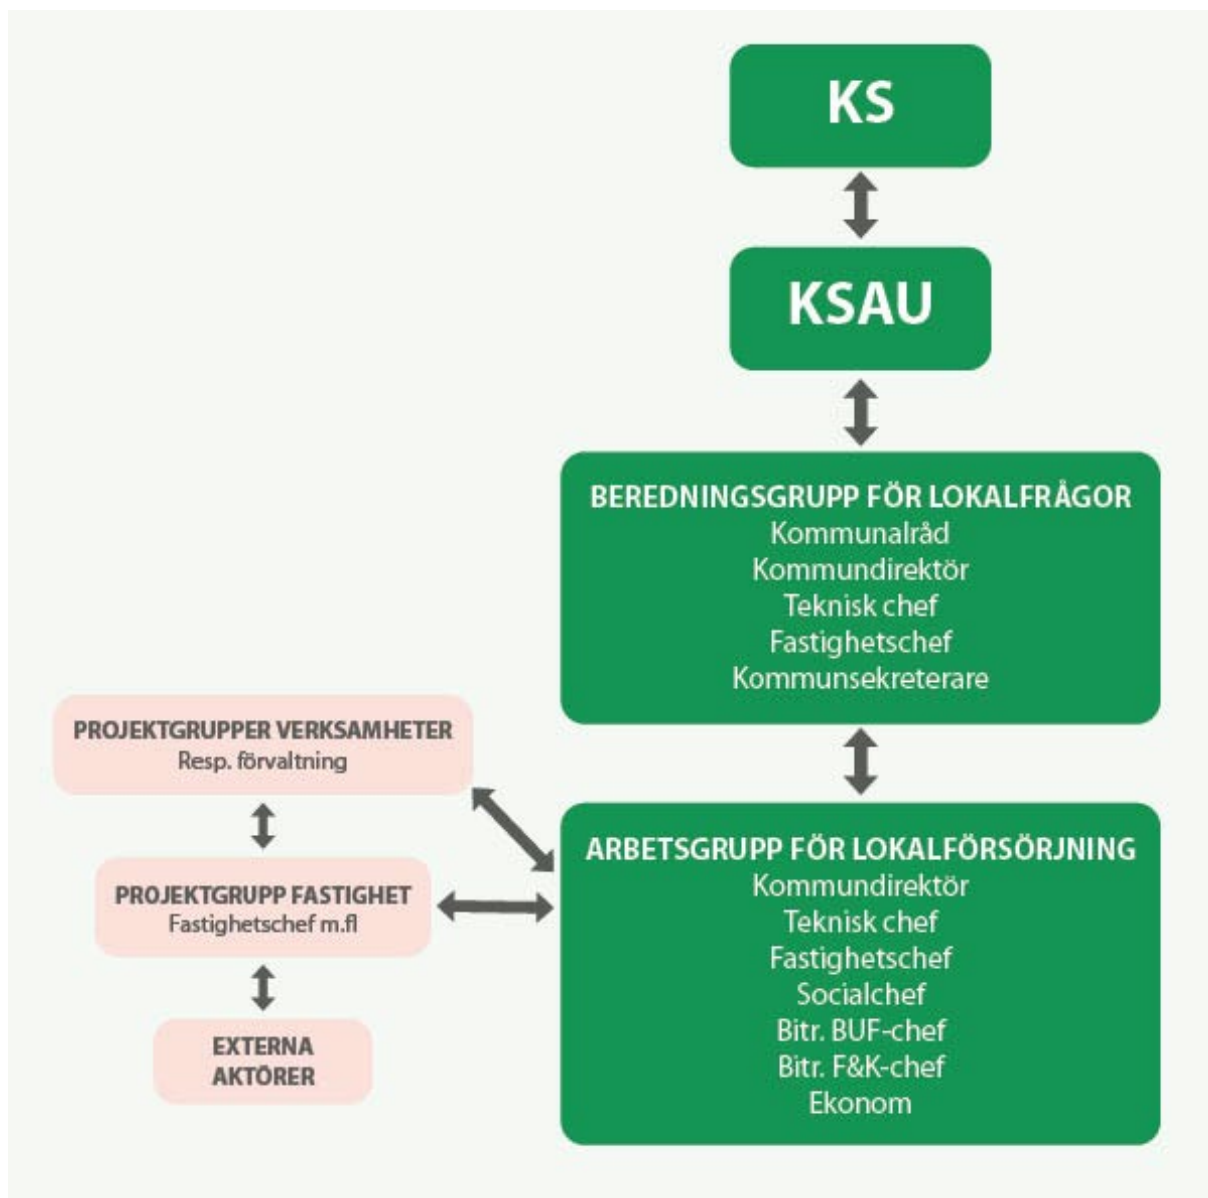 KS
KSAU
BEREDNINGSGRUPP FÖR LOKALFRÅGOR
Kommunalråd
Kommundirektör
Teknisk chef
Fastighetschef
Kommunsekreterare
PROJEKTGRUPPER VERKSAMHETER
Resp. förvaltning
PROJEKTGRUPP FASTIGHET
Fastighetschef m.fl
EXTERNA
AKTÖRER
ARBETSGRUPP FÖR LOKALFÖRSÖRJNING
Kommundirektör
Teknisk chef
Fastighetschef
Socialchef
Bitr. BUF-chef
Bitr. F&K-chef
Ekonom